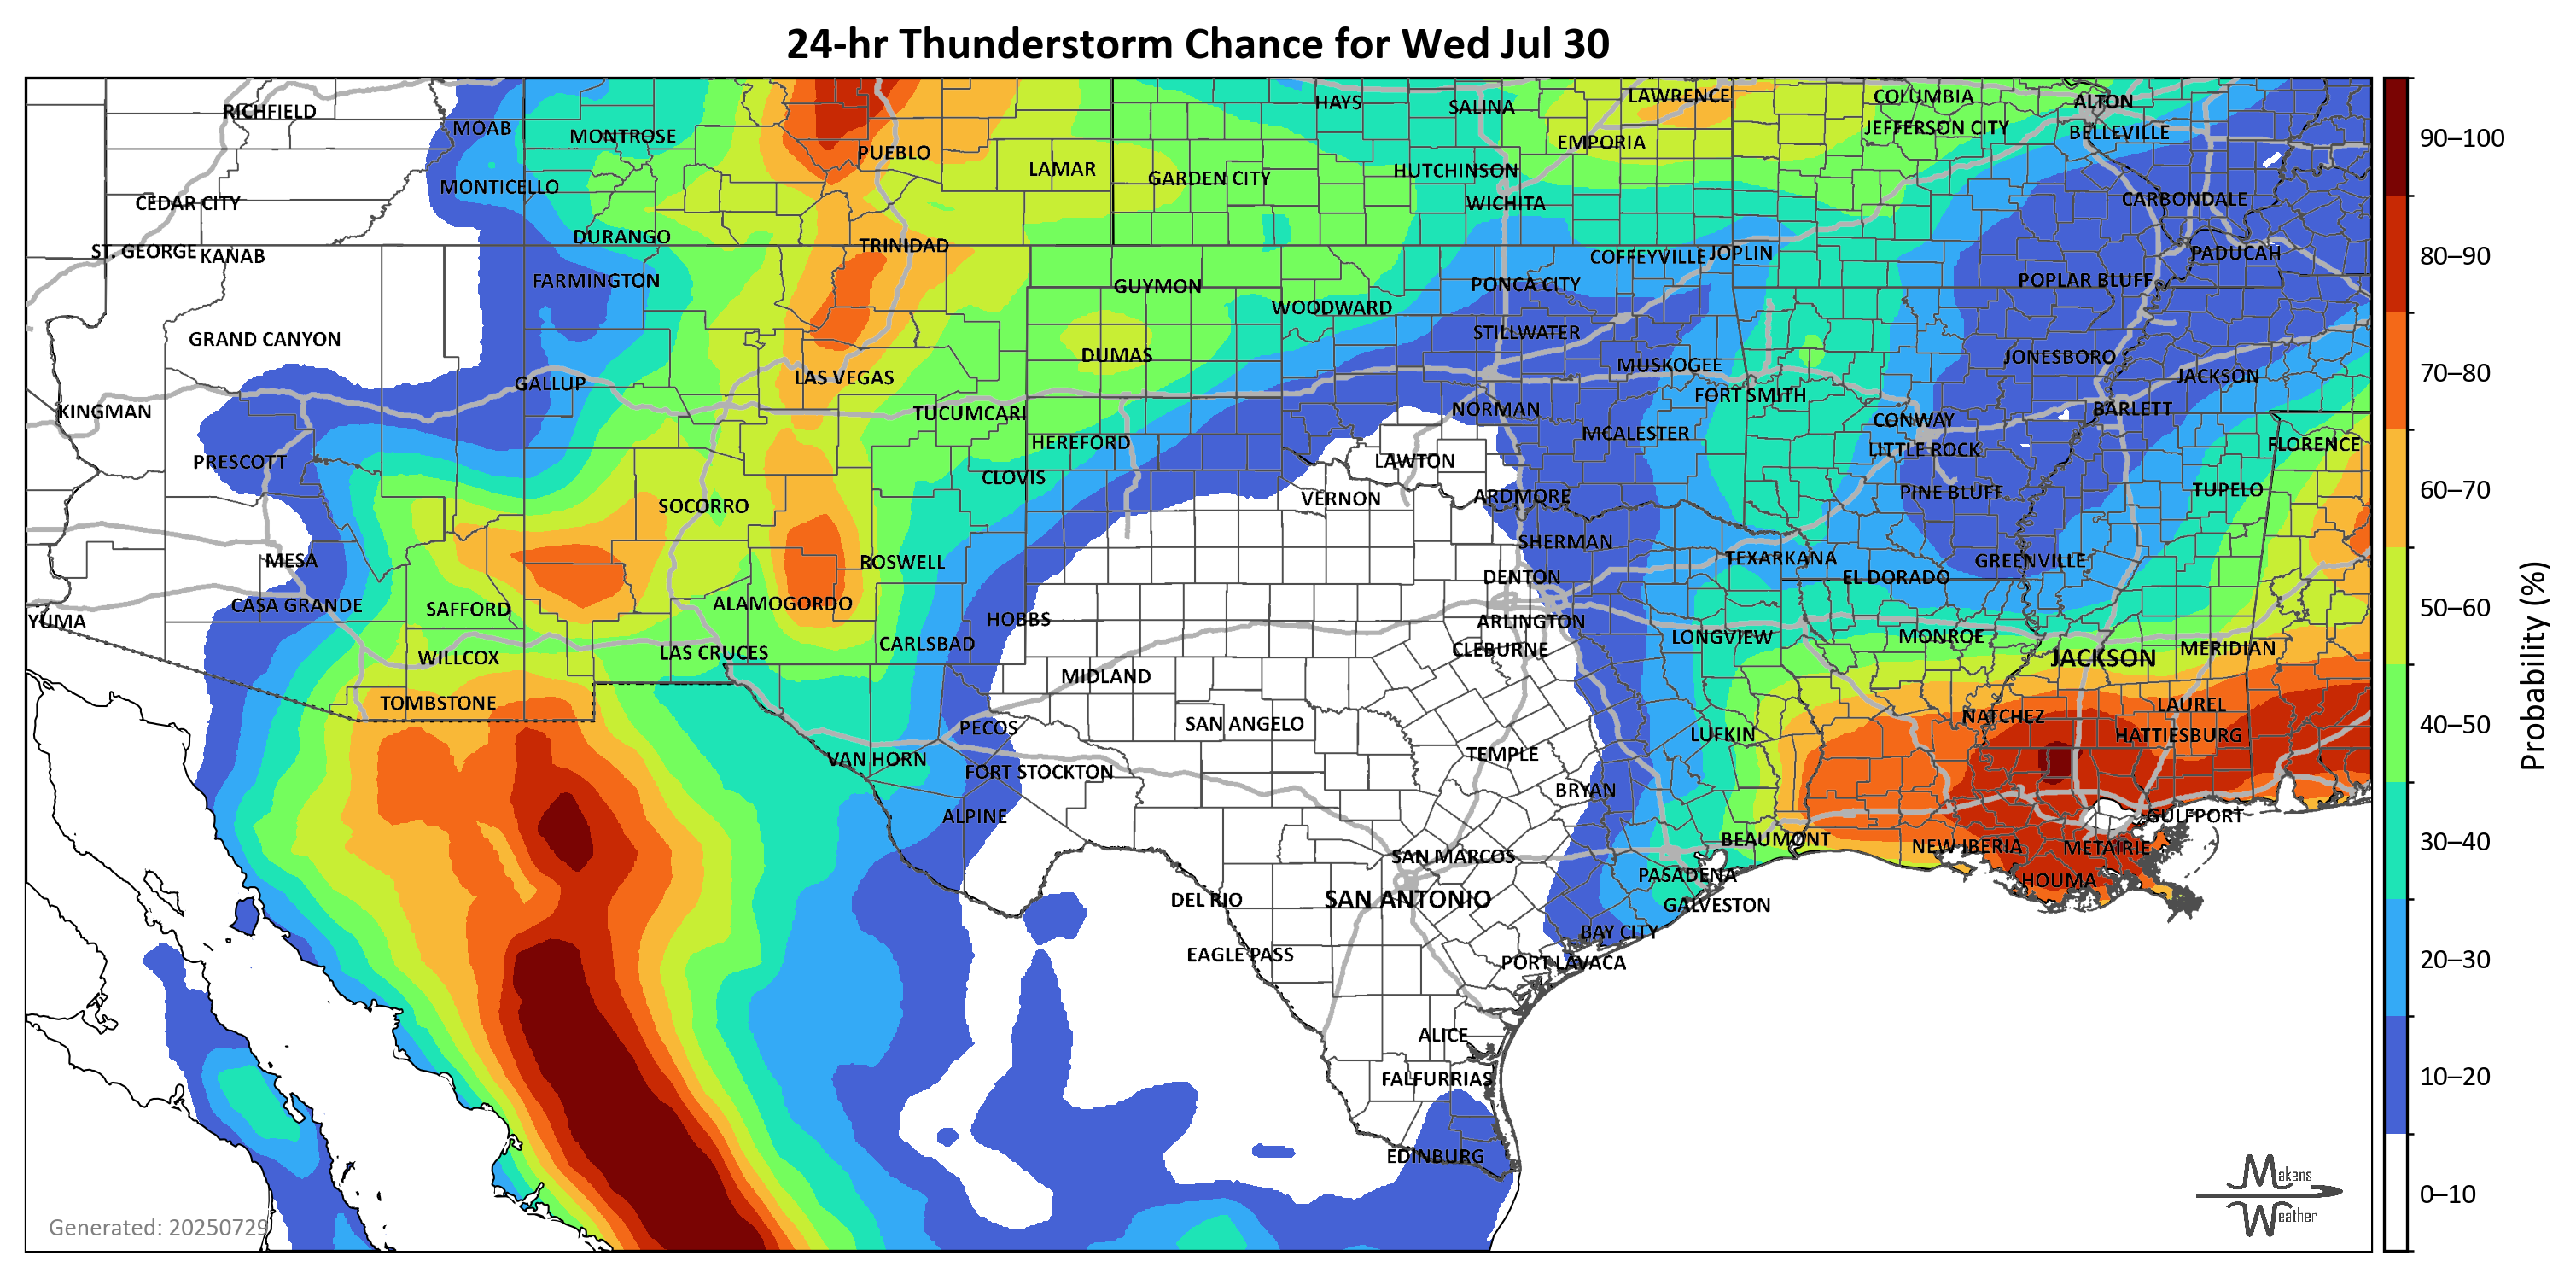 24-hr Thunderstorm Chance for Wed Jul 30
RICHFIELD
MOAB
MONTROSE
PUEBLO
LAMAR
HAYS
SALINA
LAWRENCE
COLUMBIA
ALTON
EMPORIA
JEFFERSON CITY
BELLEVILLE
MONTICELLO
GARDEN CITY
HUTCHINSON
CEDAR CITY
WICHITA
CARBONDALE
ST. GEORGE
KANAB
DURANGO
TRINIDAD
COFFEYVILLE
JOPLIN
PADUCAH
FARMINGTON
GUYMON
PONCA CITY
POPLAR BLUFF
WOODWARD
GRAND CANYON
STILLWATER
DUMAS
MUSKOGEE
JONESBORO
GALLUP
LAS VEGAS
JACKSON
KINGMAN
TUCUMCARI
NORMAN
FORT SMITH
BARLETT
HEREFORD
MCALESTER
CONWAY
FLORENCE
PRESCOTT
CLOVIS
LAWTON
LITTLE ROCK
SOCORRO
VERNON
ARDMORE
PINE BLUFF
TUPELO
MESA
ROSWELL
SHERMAN
TEXARKANA
GREENVILLE
CASA GRANDE
SAFFORD
ALAMOGORDO
DENTON
EL DORADO
YUMA
HOBBS
ARLINGTON
WILLCOX
LAS CRUCES
CARLSBAD
CLEBURNE
LONGVIEW
MONROE
JACKSON
MERIDIAN
TOMBSTONE
MIDLAND
PECOS
SAN ANGELO
NATCHEZ
LAUREL
VAN HORN
FORT STOCKTON
TEMPLE
LUFKIN
HATTIESBURG
ALPINE
BRYAN
GULFPORT
SAN MARCOS
BEAUMONT
NEW IBERIA
METAIRIE
DEL RIO
SAN ANTONIO
PASADENA
HOUMA
GALVESTON
EAGLE PASS
BAY CITY
PORT LAVACA
ALICE
FALFURRIAS
EDINBURG
Generated: 20250729
Makens
Weather
90–100
80–90
70–80
60–70
50–60
40–50
30–40
20–30
10–20
0–10
Probability (%)